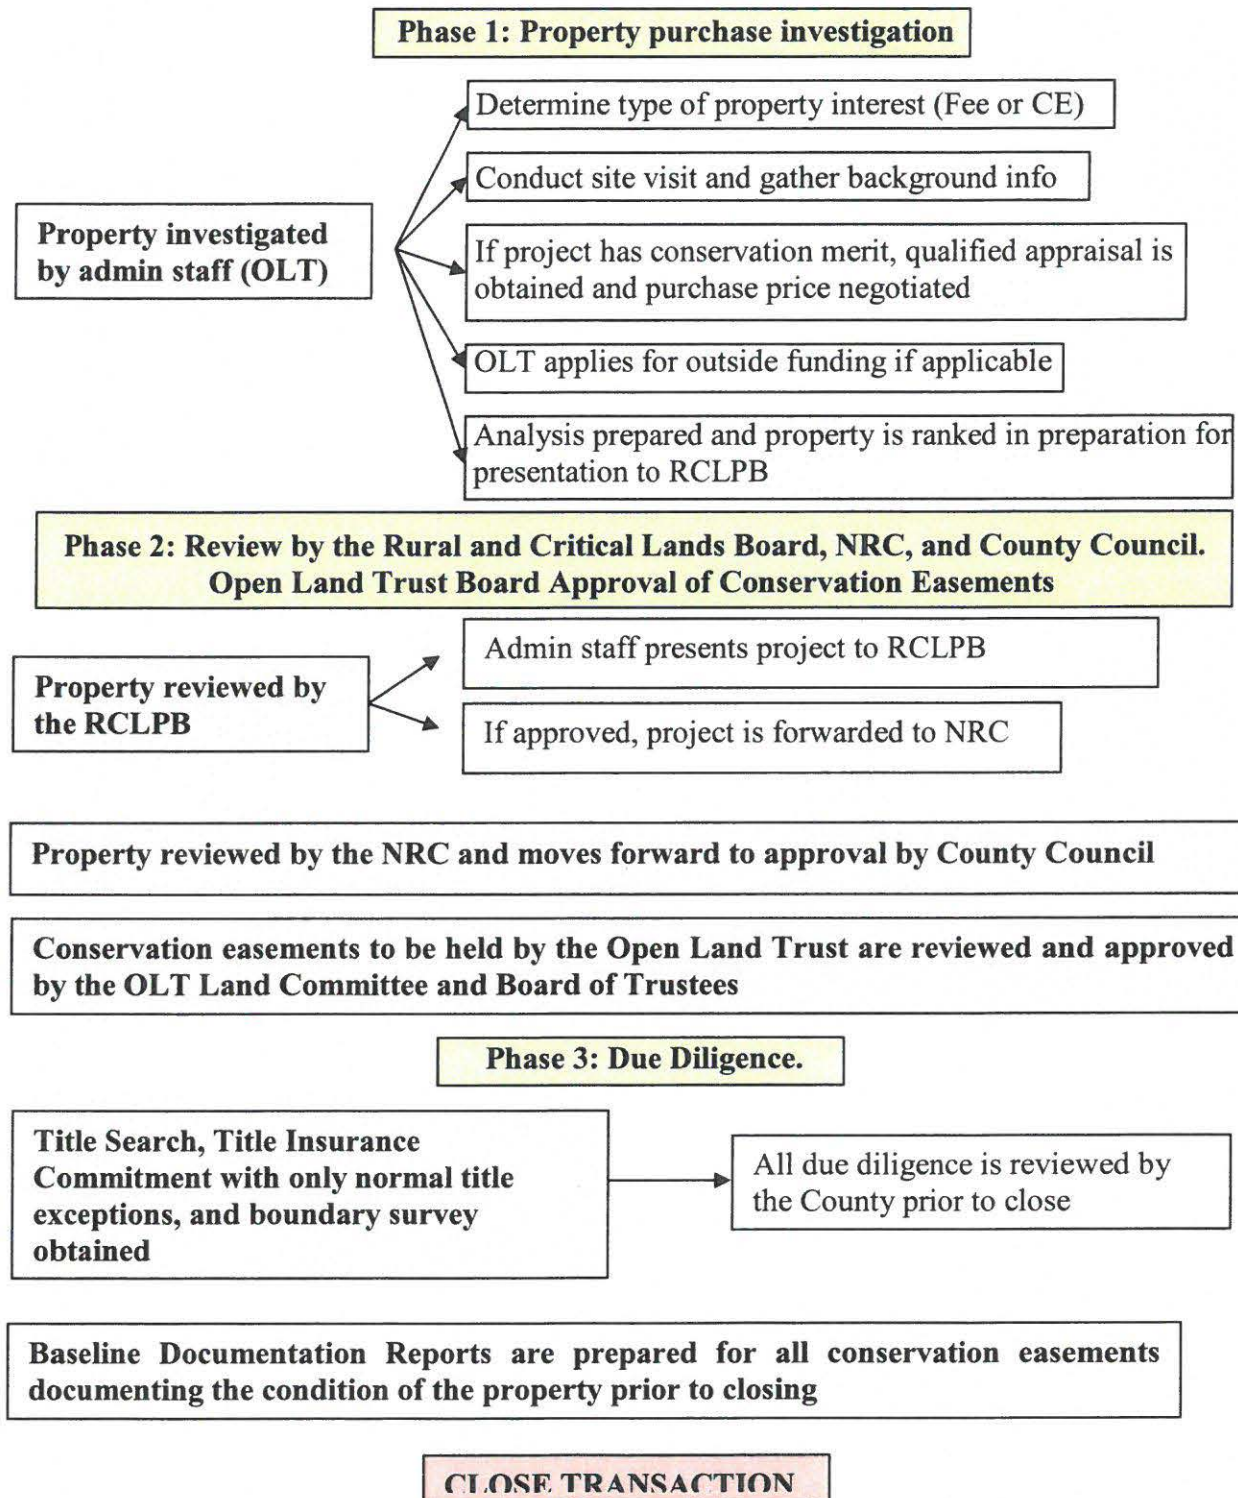 Phase 1: Property purchase investigation
Determine type of property interest (Fee or CE)
Conduct site visit and gather background info
Property investigated
by admin staff (OLT)
If project has conservation merit, qualified appraisal is
obtained and purchase price negotiated
OLT applies for outside funding if applicable
Analysis prepared and property is ranked in preparation for
presentation to RCLPB
Phase 2: Review by the Rural and Critical Lands Board, NRC, and County Council.
Open Land Trust Board Approval of Conservation Easements
Property reviewed by
the RCLPB
Admin staff presents project to RCLPB
If approved, project is forwarded to NRC
Property reviewed by the NRC and moves forward to approval by County Council
Conservation easements to be held by the Open Land Trust are reviewed and approved
by the OLT Land Committee and Board of Trustees
Phase 3: Due Diligence.
Title Search, Title Insurance
Commitment with only normal title
exceptions, and boundary survey
obtained
All due diligence is reviewed by
the County prior to close
Baseline Documentation Reports are prepared for all conservation easements
documenting the condition of the property prior to closing
CLOSE TRANSACTION